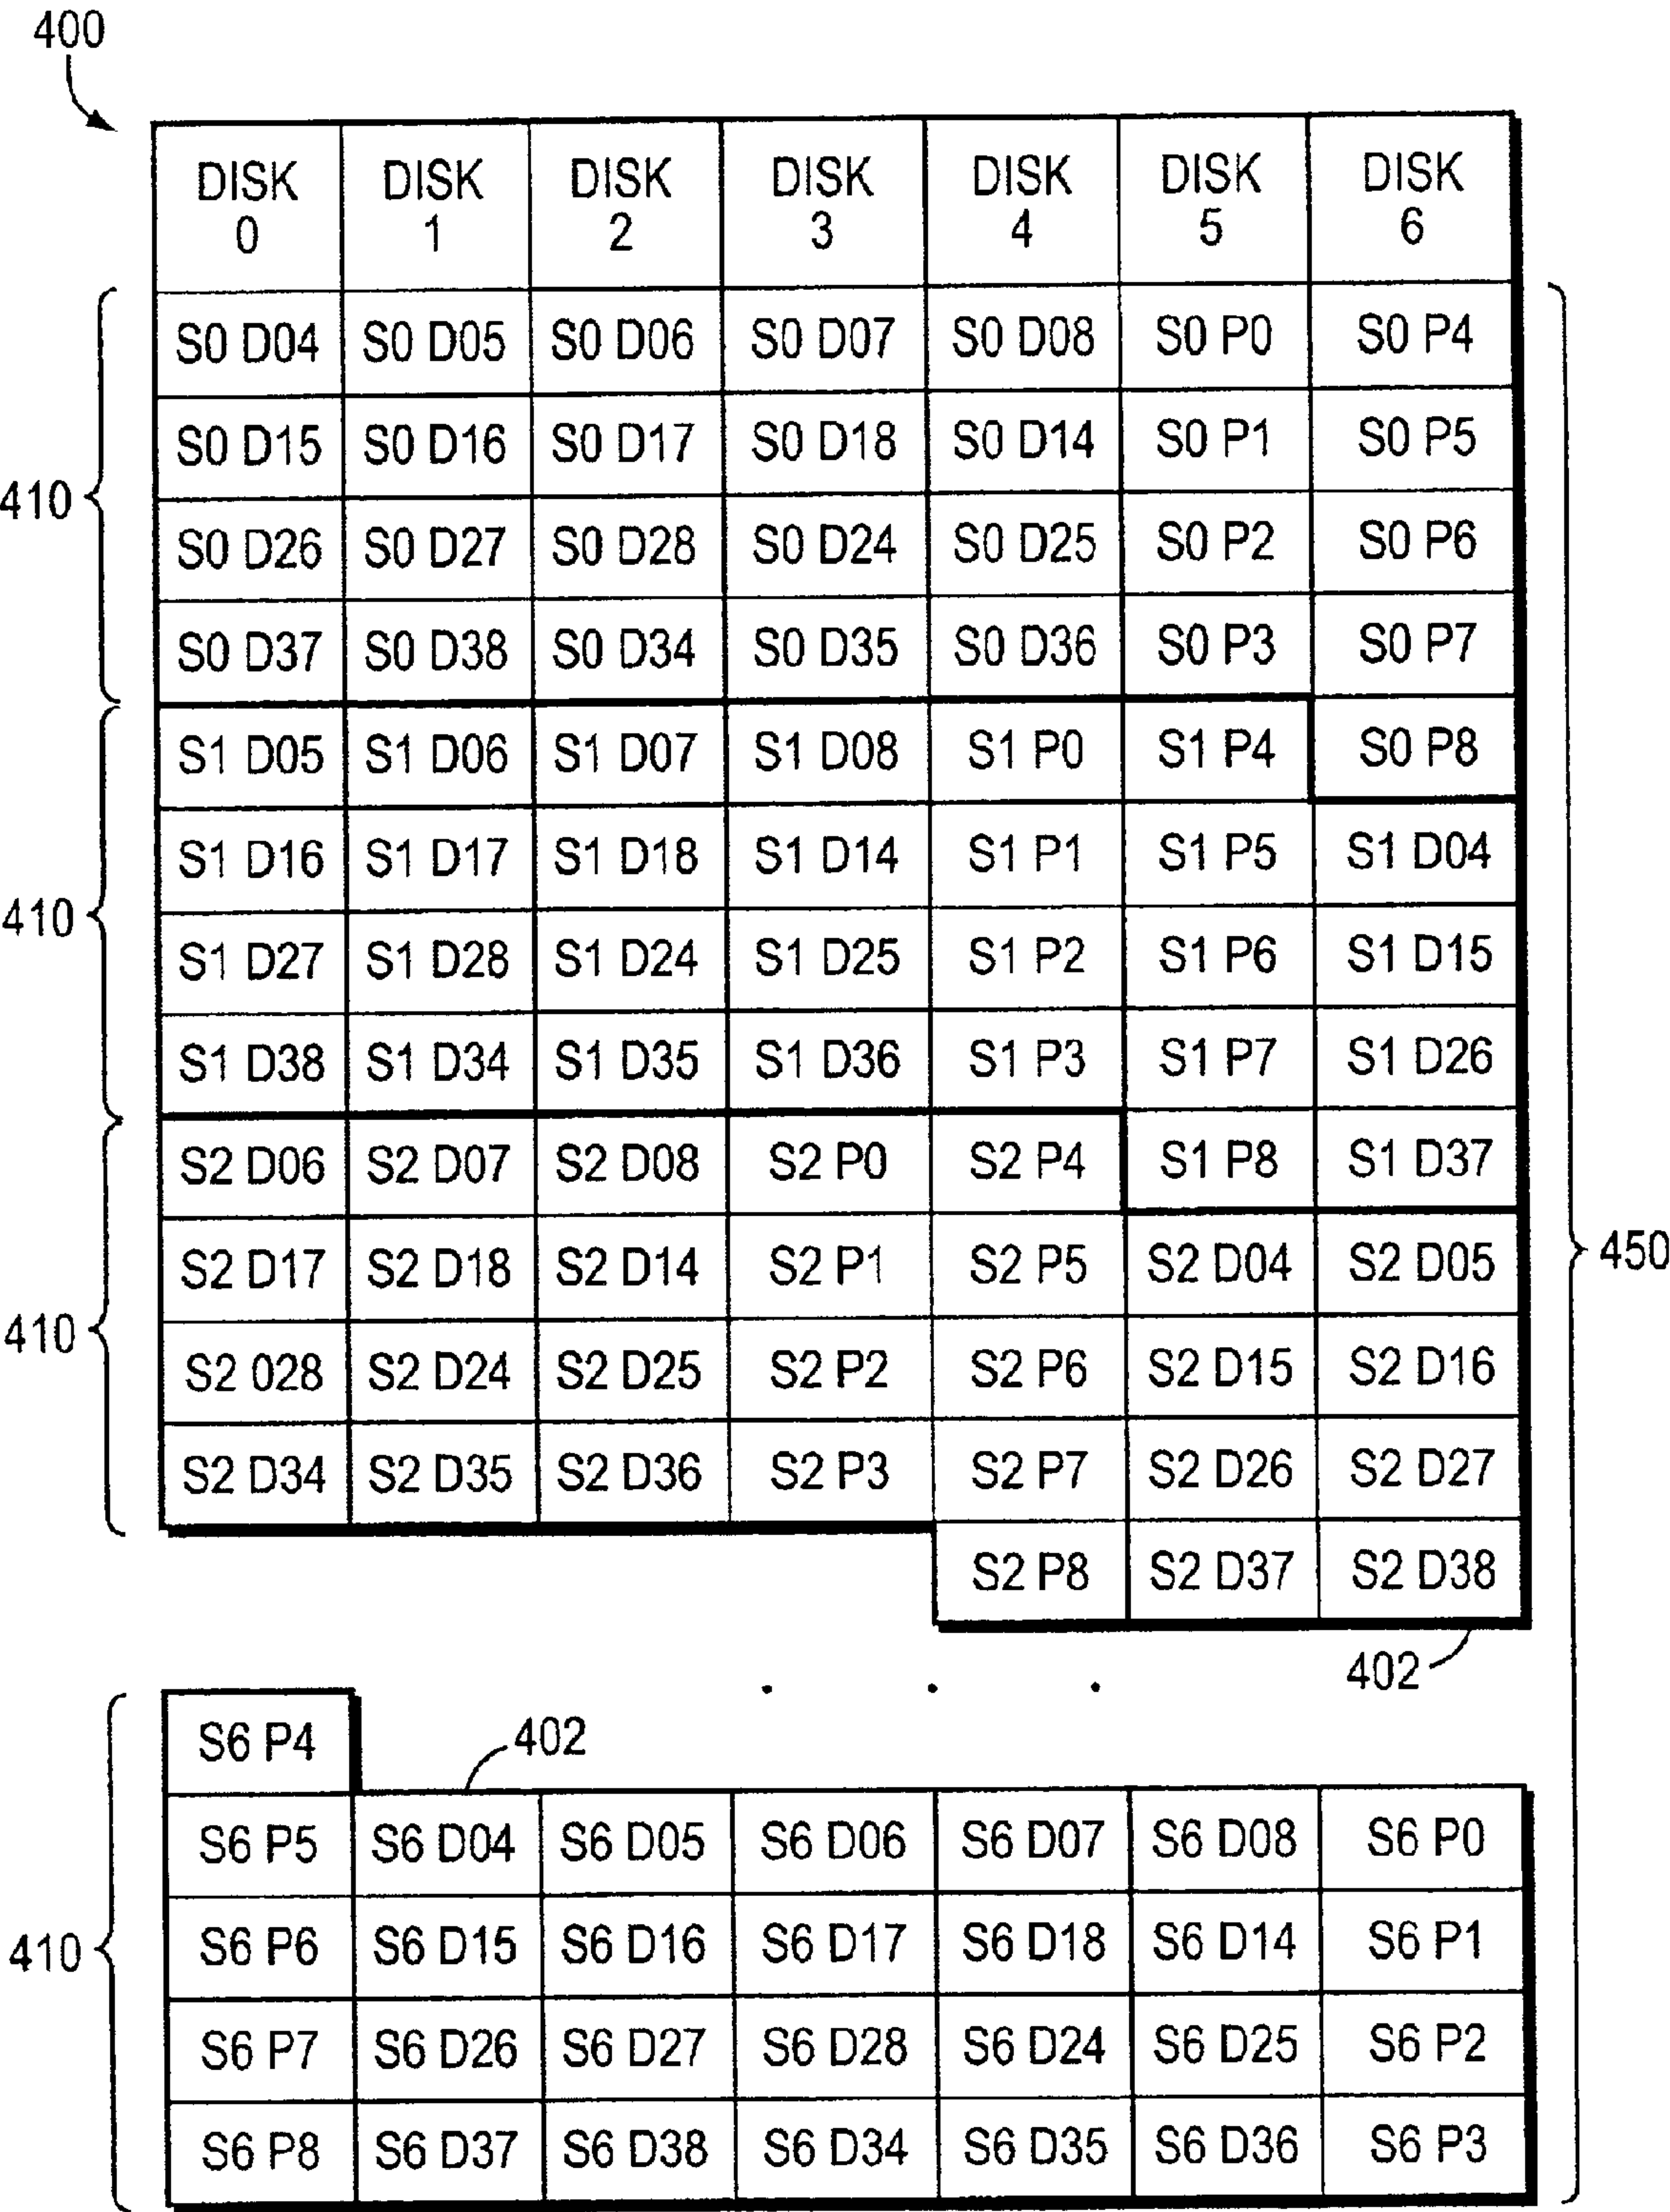 400
DISK 0 DISK 1 DISK 2 DISK 3 DISK 4 DISK 5 DISK 6
S0 D04 S0 D05 S0 D06 S0 D07 S0 D08 S0 P0 S0 P4
410 S0 D15 S0 D16 S0 D17 S0 D18 S0 D14 S0 P1 S0 P5
S0 D26 S0 D27 S0 D28 S0 D24 S0 D25 S0 P2 S0 P6
S0 D37 S0 D38 S0 D34 S0 D35 S0 D36 S0 P3 S0 P7
S1 D05 S1 D06 S1 D07 S1 D08 S1 P0 S1 P4 S0 P8
410 S1 D16 S1 D17 S1 D18 S1 D14 S1 P1 S1 P5 S1 D04
S1 D27 S1 D28 S1 D24 S1 D25 S1 P2 S1 P6 S1 D15
S1 D38 S1 D34 S1 D35 S1 D36 S1 P3 S1 P7 S1 D26
S2 D06 S2 D07 S2 D08 S2 P0 S2 P4 S1 P8 S1 D37
S2 D17 S2 D18 S2 D14 S2 P1 S2 P5 S2 D04 S2 D05 450
410 S2 028 S2 D24 S2 D25 S2 P2 S2 P6 S2 D15 S2 D16
S2 D34 S2 D35 S2 D36 S2 P3 S2 P7 S2 D26 S2 D27
S2 P8 S2 D37 S2 D38
402
. . .
S6 P4 402
S6 P5 S6 D04 S6 D05 S6 D06 S6 D07 S6 D08 S6 P0
410 S6 P6 S6 D15 S6 D16 S6 D17 S6 D18 S6 D14 S6 P1
S6 P7 S6 D26 S6 D27 S6 D28 S6 D24 S6 D25 S6 P2
S6 P8 S6 D37 S6 D38 S6 D34 S6 D35 S6 D36 S6 P3